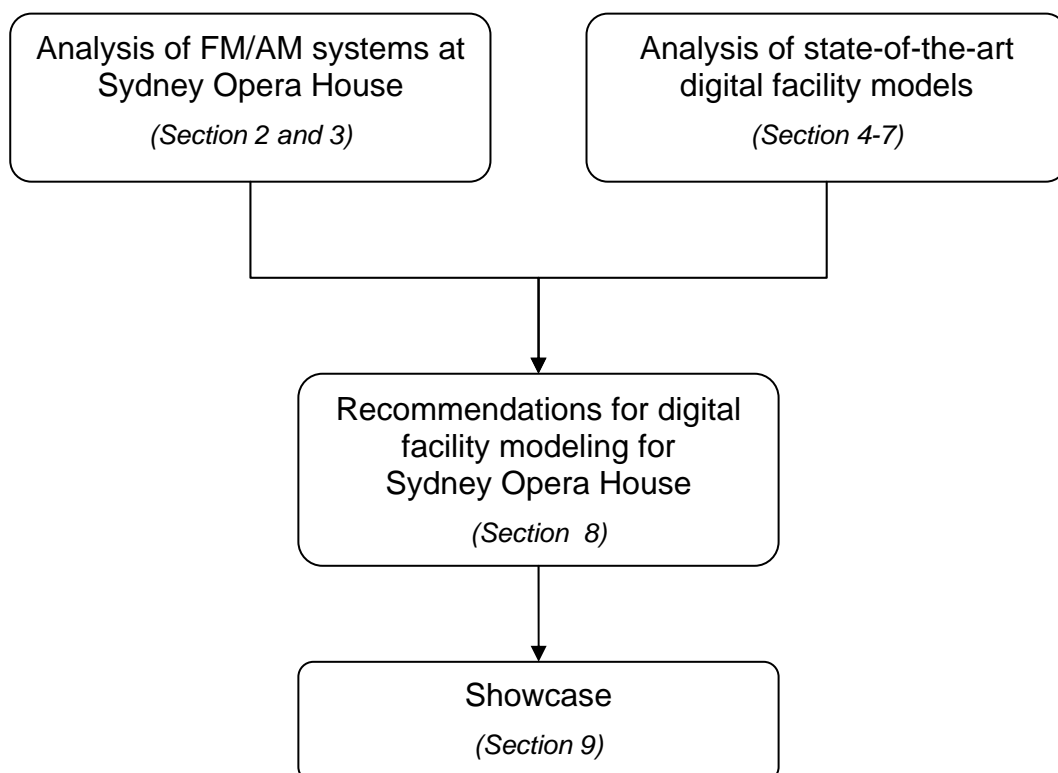 Analysis of FM/AM systems at
Sydney Opera House
(Section 2 and 3)
Analysis of state-of-the-art
digital facility models
(Section 4-7)
Recommendations for digital
facility modeling for
Sydney Opera House
(Section 8)
Showcase
(Section 9)